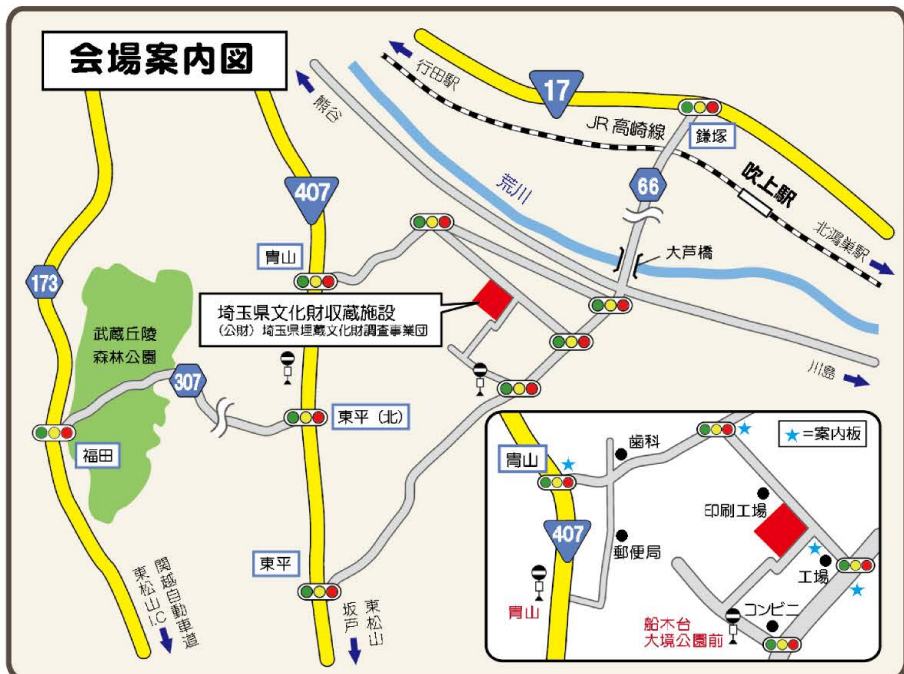 会場案内図
行田駅
17
JR高崎線
鎌塚
熊谷
荒川
66
吹上駅
北鴻巣駅
大芦橋
407
冑山
173
武蔵丘陵
森林公園
埼玉県文化財収蔵施設
(公財)埼玉県埋蔵文化財調査事業団
307
川島
東平(北)
福田
東平
関越自動車道
東松山I.C
東松山
坂戸
★=案内板
歯科
冑山
印刷工場
407
郵便局
工場
冑山
コンビニ
船木台
大境公園前